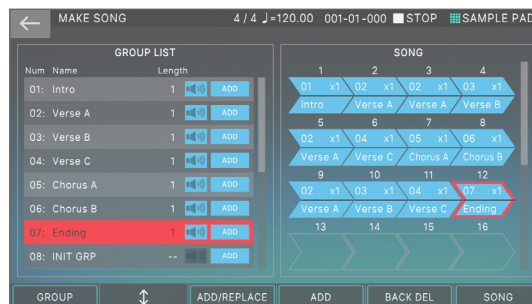 MAKE SONG 4 / 4 ♩=120.00 001-01-000 STOP SAMPLE PAD
GROUP LIST
Num Name Length
01: Intro 1 ADD
02: Verse A 1 ADD
03: Verse B 1 ADD
04: Verse C 1 ADD
05: Chorus A 1 ADD
06: Chorus B 1 ADD
07: Ending 1 ADD
08: INIT GRP -- ADD
SONG
1 2 3 4
01 x1 02 x1 02 x1 03 x1
Intro Verse A Verse A Verse B
5 6 7 8
02 x1 04 x1 05 x1 06 x1
Verse A Verse C Chorus A Chorus B
9 10 11 12
02 x1 03 x1 04 x1 07 x1
Verse A Verse B Verse C Ending
13 14 15 16
GROUP ADD/REPLACE ADD BACK DEL SONG